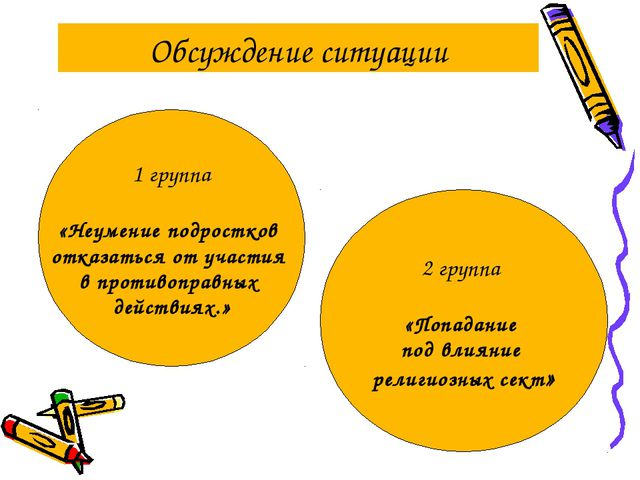 Обсуждение ситуации
1 группа
«Неумение подростков
отказаться от участия
в противоправных
действиях.»
2 группа
«Попадание
под влияние
религиозных сект»